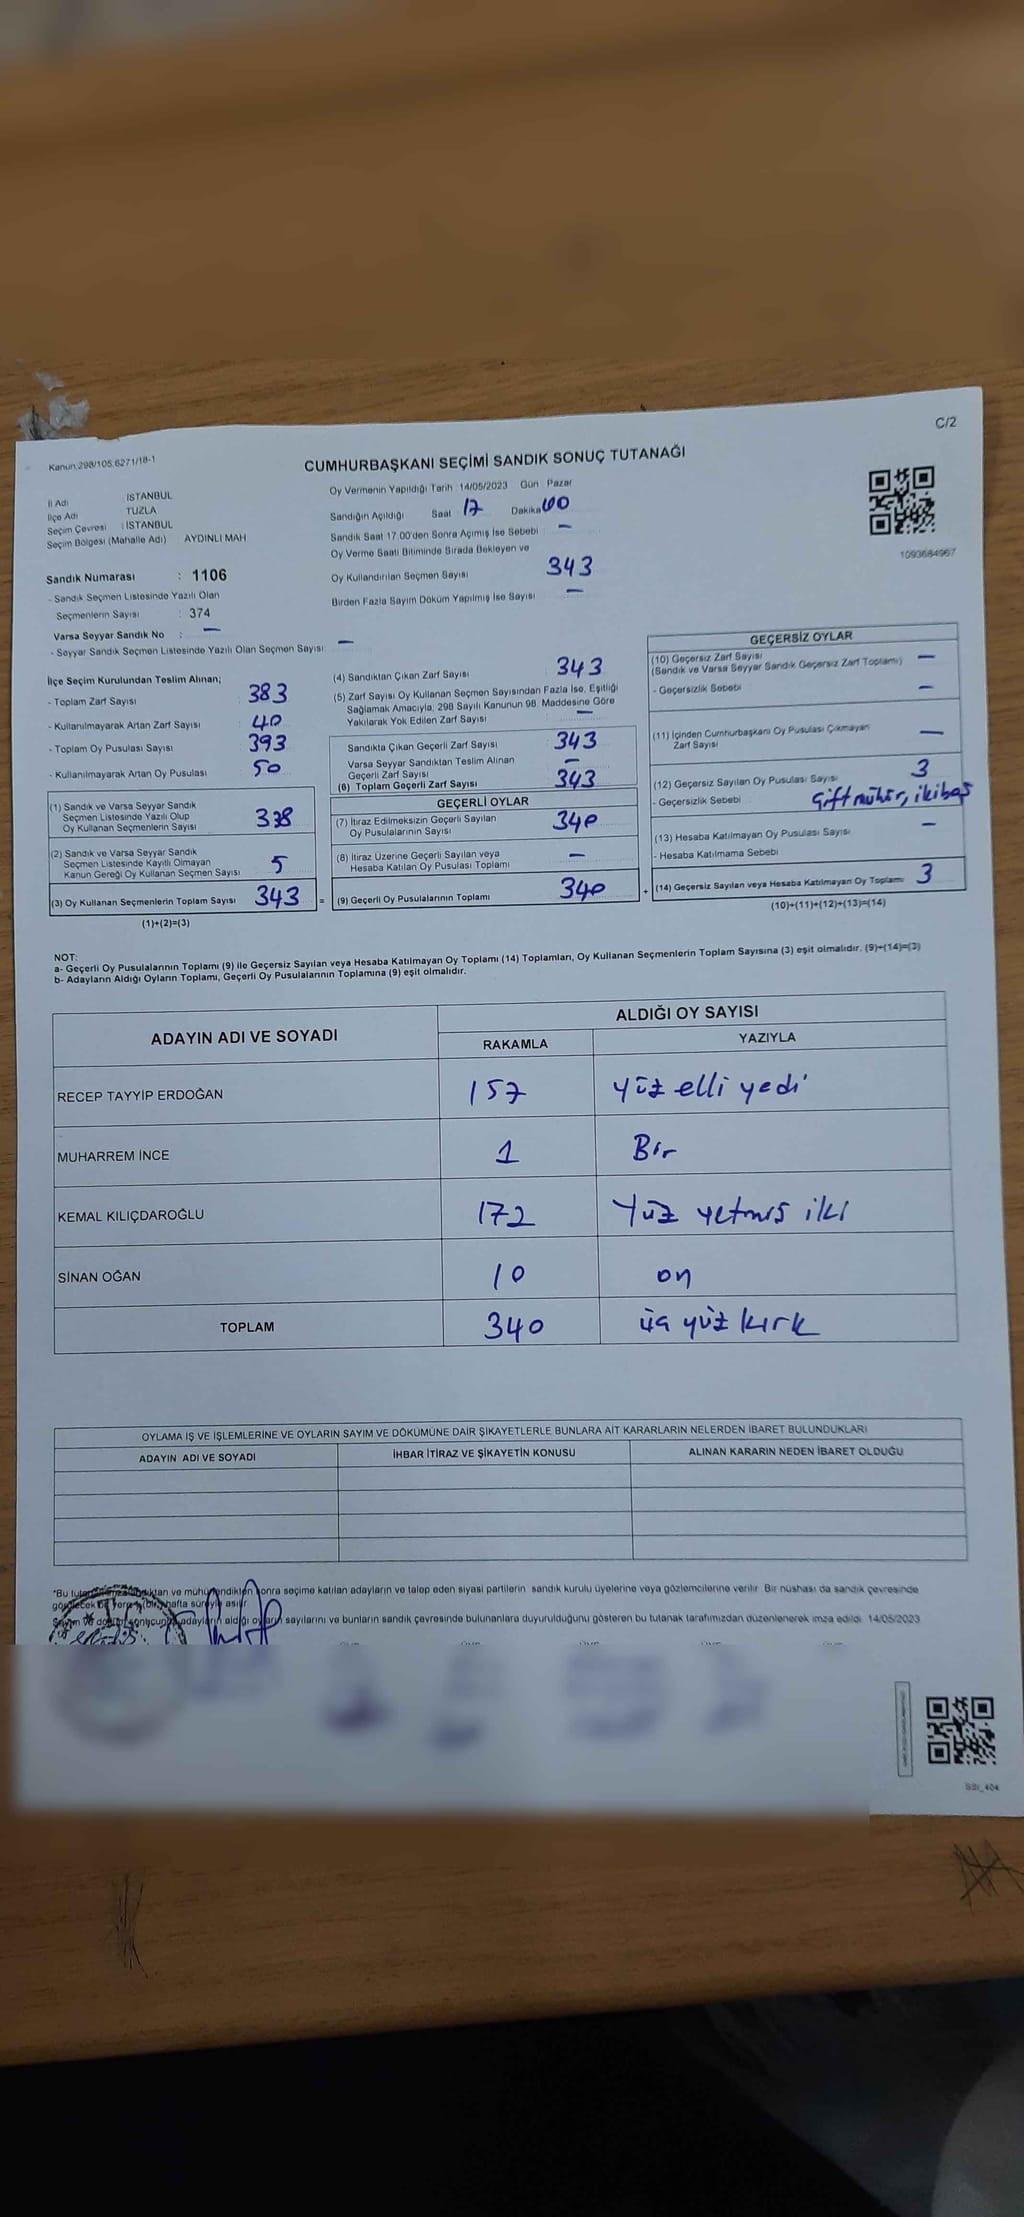 C/2
Kanun:298/105.6271/18-1
CUMHURBAŞKANI SEÇİMİ SANDIK SONUÇ TUTANAĞI
İl Adı : İSTANBUL
İlçe Adı TUZLA
Seçim Çevresi : İSTANBUL
Seçim Bölgesi (Mahalle Adı) AYDINLI MAH
Sandık Numarası : 1106
- Sandık Seçmen Listesinde Yazılı Olan
Seçmenlerin Sayısı : 374
Varsa Seyyar Sandık No : —
- Seyyar Sandık Seçmen Listesinde Yazılı Olan Seçmen Sayısı: —
Oy Vermenin Yapıldığı Tarih :14/05/2023 Gün Pazar
Sandığın Açıldığı Saat 17 Dakika 00
Sandık Saat 17.00'den Sonra Açımış İse Sebebi —
Oy Verme Saati Bitiminde Sırada Bekleyen ve
Oy Kullandırılan Seçmen Sayısı 343
Birden Fazla Sayım Döküm Yapılmış İse Sayısı —
1093684967
İlçe Seçim Kurulundan Teslim Alınan;
- Toplam Zarf Sayısı 383
- Kullanılmayarak Artan Zarf Sayısı 40
- Toplam Oy Pusulası Sayısı 393
- Kullanılmayarak Artan Oy Pusulası 50
(1) Sandık ve Varsa Seyyar Sandık
Seçmen Listesinde Yazılı Olup
Oy Kullanan Seçmenlerin Sayısı 338
(2) Sandık ve Varsa Seyyar Sandık
Seçmen Listesinde Kayıtlı Olmayan
Kanun Gereği Oy Kullanan Seçmen Sayısı 5
(3) Oy Kullanan Seçmenlerin Toplam Sayısı 343 =
(1)+(2)=(3)
(4) Sandıktan Çıkan Zarf Sayısı 343
(5) Zarf Sayısı Oy Kullanan Seçmen Sayısından Fazla İse, Eşitliği
Sağlamak Amacıyla, 298 Sayılı Kanunun 98. Maddesine Göre
Yakılarak Yok Edilen Zarf Sayısı —
Sandıkta Çıkan Geçerli Zarf Sayısı 343
Varsa Seyyar Sandıktan Teslim Alınan
Geçerli Zarf Sayısı —
(6) Toplam Geçerli Zarf Sayısı 343
GEÇERLİ OYLAR
(7) İtiraz Edilmeksizin Geçerli Sayılan
Oy Pusulalarının Sayısı 340
(8) İtiraz Üzerine Geçerli Sayılan veya
Hesaba Katılan Oy Pusulası Toplamı —
(9) Geçerli Oy Pusulalarının Toplamı 340 +
GEÇERSİZ OYLAR
(10) Geçersiz Zarf Sayısı —
(Sandık ve Varsa Seyyar Sandık Geçersiz Zarf Toplamı)
- Geçersizlik Sebebi —
(11) İçinden Cumhurbaşkanı Oy Pusulası Çıkmayan
Zarf Sayısı —
(12) Geçersiz Sayılan Oy Pusulası Sayısı 3
- Geçersizlik Sebebi Çift mühür, iki baş
(13) Hesaba Katılmayan Oy Pusulası Sayısı —
- Hesaba Katılmama Sebebi
(14) Geçersiz Sayılan veya Hesaba Katılmayan Oy Toplamı 3
(10)+(11)+(12)+(13)=(14)
NOT:
a- Geçerli Oy Pusulalarının Toplamı (9) ile Geçersiz Sayılan veya Hesaba Katılmayan Oy Toplamı (14) Toplamları, Oy Kullanan Seçmenlerin Toplam Sayısına (3) eşit olmalıdır. (9)+(14)=(3)
b- Adayların Aldığı Oyların Toplamı, Geçerli Oy Pusulalarının Toplamına (9) eşit olmalıdır.
ADAYIN ADI VE SOYADI ALDIĞI OY SAYISI
RAKAMLA YAZIYLA
RECEP TAYYİP ERDOĞAN 157 yüz elli yedi
MUHARREM İNCE 1 Bir
KEMAL KILIÇDAROĞLU 172 Yüz yetmiş iki
SİNAN OĞAN 10 on
TOPLAM 340 üç yüz kırk
OYLAMA İŞ VE İŞLEMLERİNE VE OYLARIN SAYIM VE DÖKÜMÜNE DAİR ŞİKAYETLERLE BUNLARA AİT KARARLARIN NELERDEN İBARET BULUNDUKLARI
ADAYIN ADI VE SOYADI İHBAR İTİRAZ VE ŞİKAYETİN KONUSU ALINAN KARARIN NEDEN İBARET OLDUĞU
*Bu sonra seçime katılan adayların ve talep eden siyasi partilerin sandık kurulu üyelerine veya gözlemcilerine verilir. Bir nüshası da sandık çevresinde
hafta süreyle asılır.
adayların aldığı oyların sayılarını ve bunların sandık çevresinde bulunanlara duyurulduğunu gösteren bu tutanak tarafımızdan düzenlenerek imza edildi. 14/05/2023
SSI_404